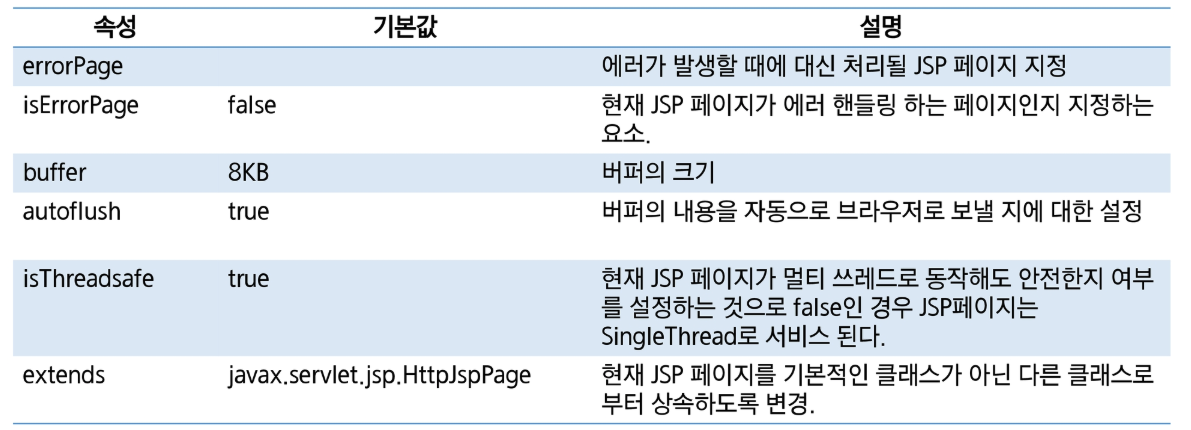 속성 기본값 설명
errorPage 에러가 발생할 때에 대신 처리될 JSP 페이지 지정
isErrorPage false 현재 JSP 페이지가 에러 핸들링 하는 페이지인지 지정하는
요소.
buffer 8KB 버퍼의 크기
autoflush true 버퍼의 내용을 자동으로 브라우저로 보낼 지에 대한 설정
isThreadsafe true 현재 JSP 페이지가 멀티 쓰레드로 동작해도 안전한지 여부
를 설정하는 것으로 false인 경우 JSP페이지는
SingleThread로 서비스 된다.
extends javax.servlet.jsp.HttpJspPage 현재 JSP 페이지를 기본적인 클래스가 아닌 다른 클래스로
부터 상속하도록 변경.